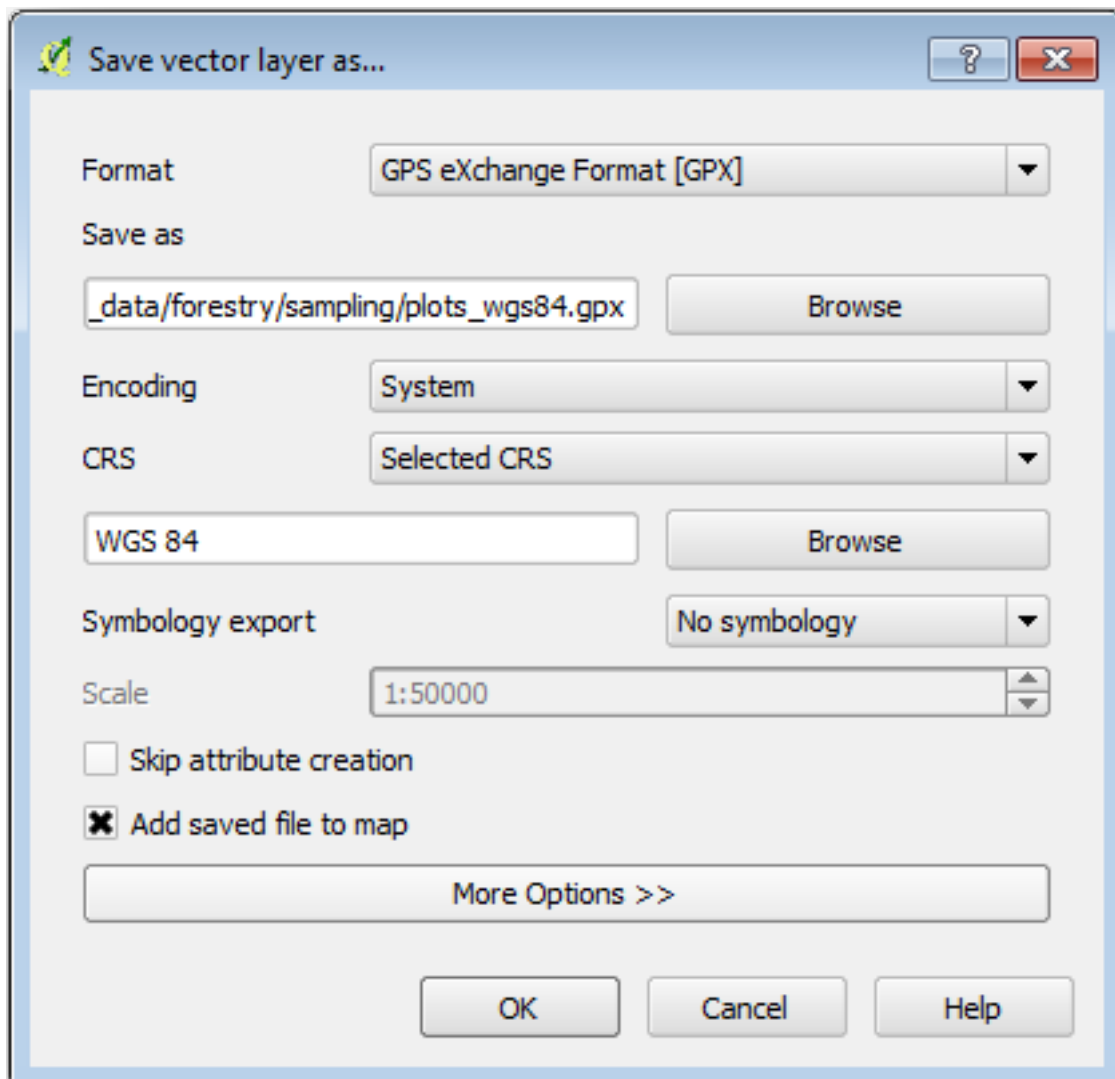 Save vector layer as...
?
Format GPS eXchange Format [GPX]
Save as
_data/forestry/sampling/plots_wgs84.gpx Browse
Encoding System
CRS Selected CRS
WGS 84 Browse
Symbology export No symbology
Scale 1:50000
Skip attribute creation
Add saved file to map
More Options >>
OK Cancel Help